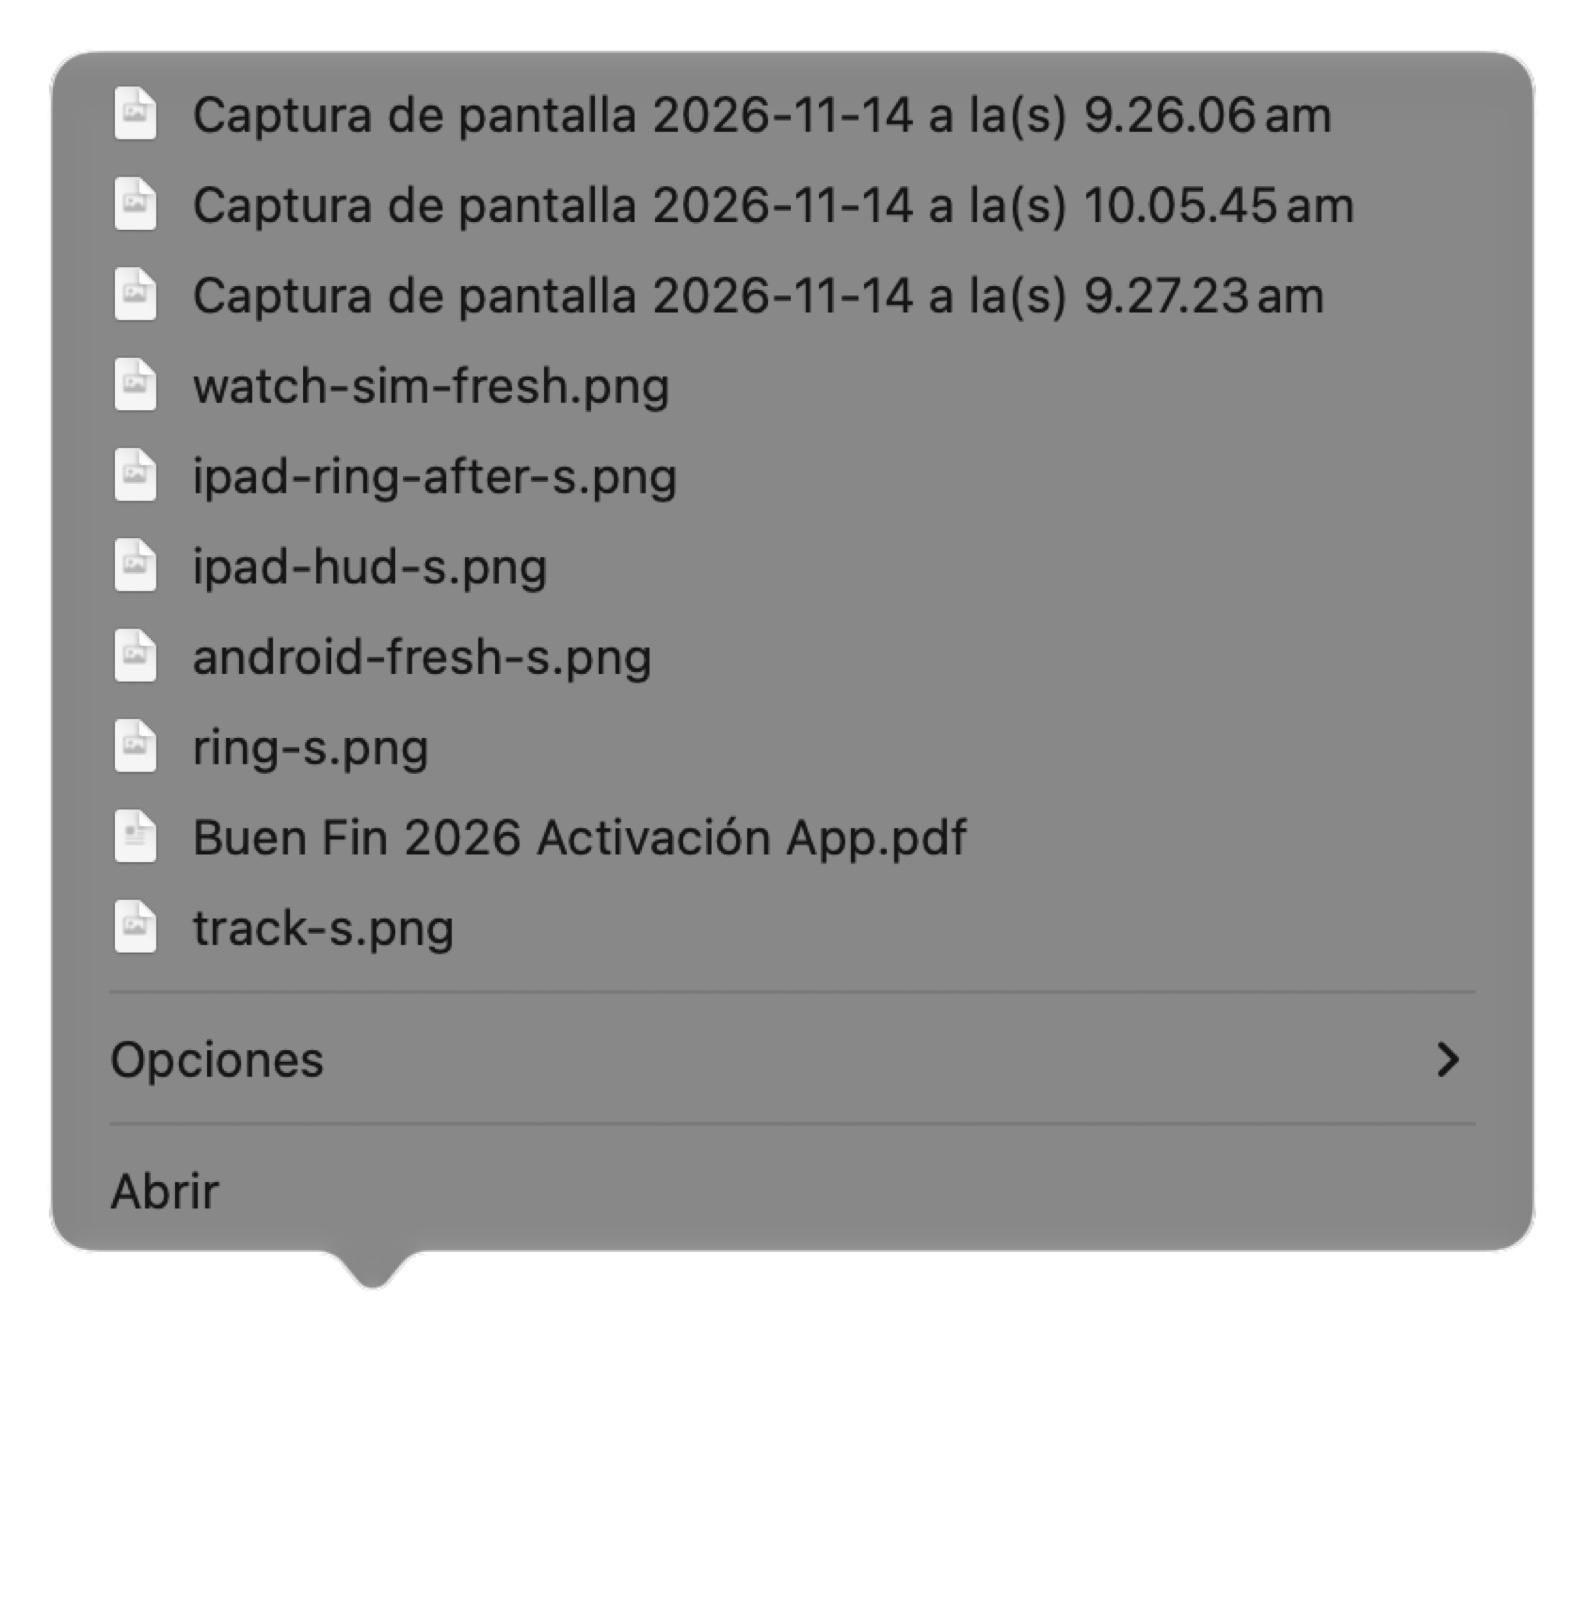 Captura de pantalla 2026-11-14 a la(s) 9.26.06 am
Captura de pantalla 2026-11-14 a la(s) 10.05.45 am
Captura de pantalla 2026-11-14 a la(s) 9.27.23 am
watch-sim-fresh.png
ipad-ring-after-s.png
ipad-hud-s.png
android-fresh-s.png
ring-s.png
Buen Fin 2026 Activación App.pdf
track-s.png
Opciones
Abrir